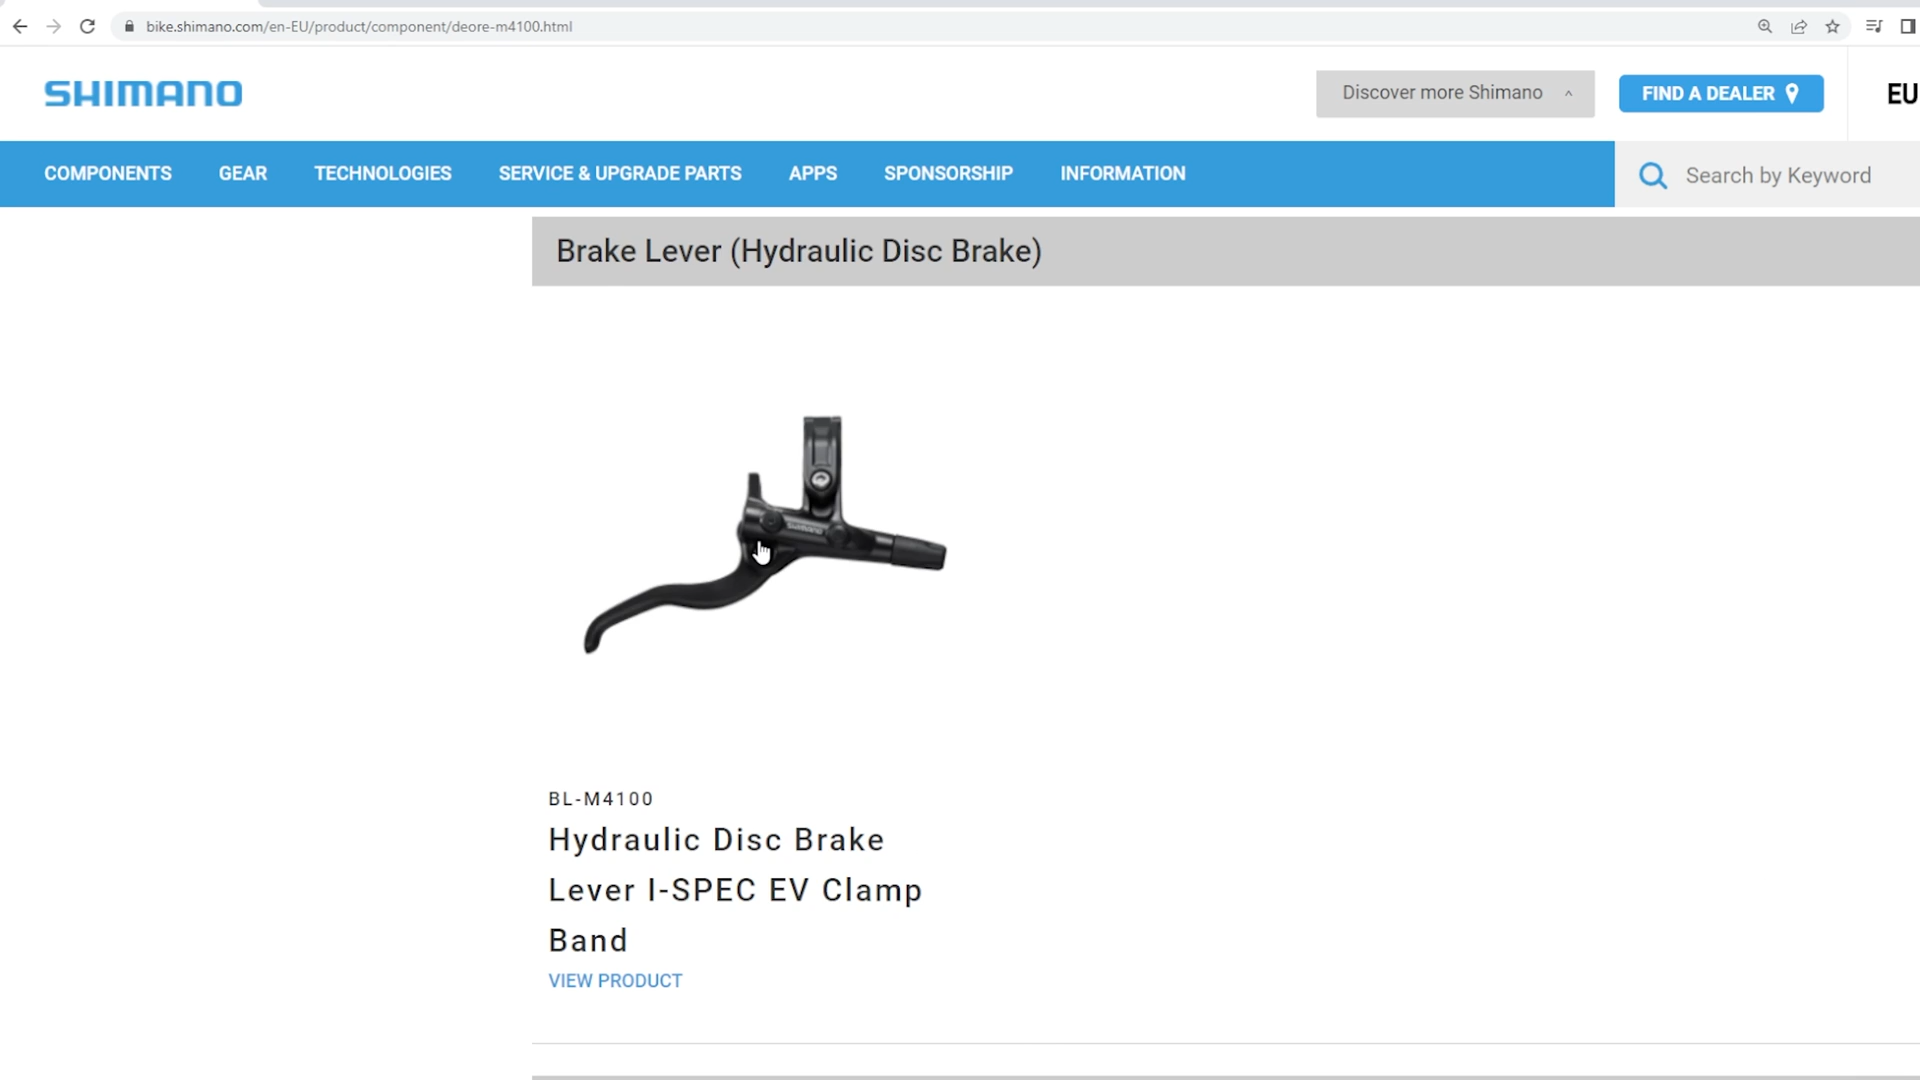 bike.shimano.com/en-EU/product/component/deore-m4100.html
SHIMANO
Discover more Shimano
FIND A DEALER
EU
COMPONENTS GEAR TECHNOLOGIES SERVICE & UPGRADE PARTS APPS SPONSORSHIP INFORMATION
Search by Keyword
Brake Lever (Hydraulic Disc Brake)
SHIMANO
BL-M4100
Hydraulic Disc Brake
Lever I-SPEC EV Clamp
Band
VIEW PRODUCT